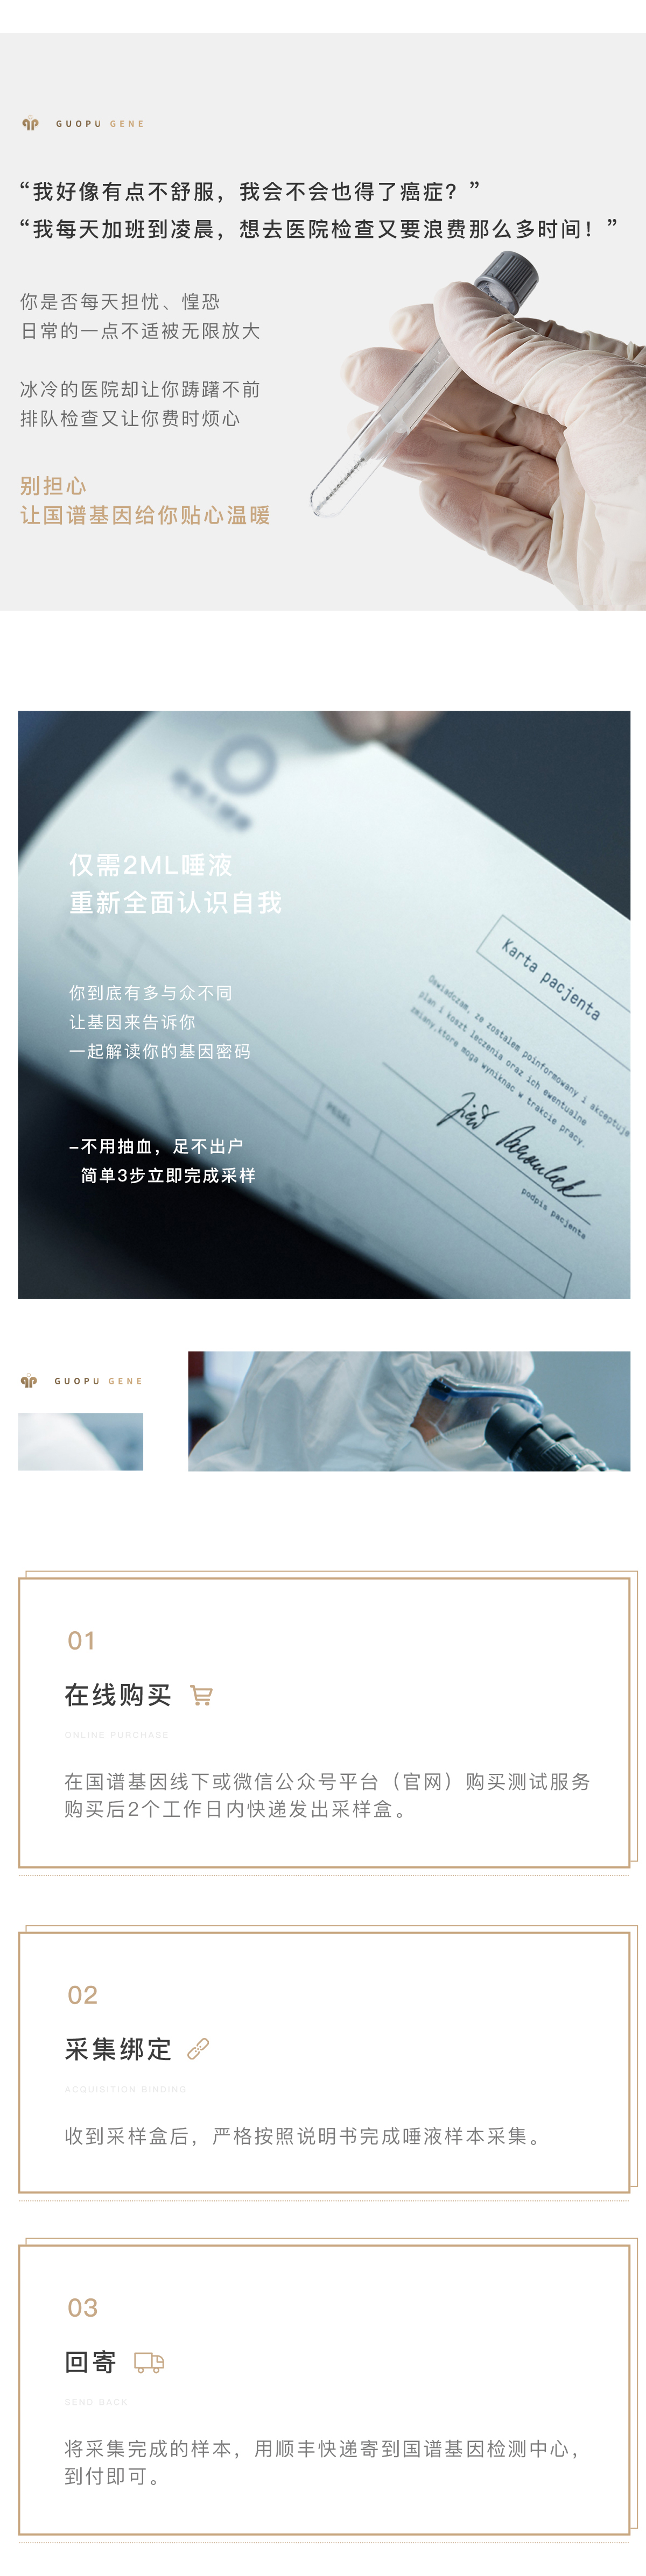 GUOPU GENE
“我好像有点不舒服，我会不会也得了癌症？”
“我每天加班到凌晨，想去医院检查又要浪费那么多时间！”
你是否每天担忧、惶恐
日常的一点不适被无限放大
冰冷的医院却让你踌躇不前
排队检查又让你费时烦心
别担心
让国谱基因给你贴心温暖
仅需2ML唾液
重新全面认识自我
你到底有多与众不同
让基因来告诉你
一起解读你的基因密码
–不用抽血，足不出户
简单3步立即完成采样
Karta pacjenta
Oświadczam, że zostałem poinformowany i akceptuję
plan i koszt leczenia oraz ich ewentualne
zmiany, które mogą wyniknąć w trakcie pracy.
podpis pacjenta
GUOPU GENE
01
在线购买
ONLINE PURCHASE
在国谱基因线下或微信公众号平台（官网）购买测试服务
购买后2个工作日内快递发出采样盒。
02
采集绑定
ACQUISITION BINDING
收到采样盒后，严格按照说明书完成唾液样本采集。
03
回寄
SEND BACK
将采集完成的样本，用顺丰快递寄到国谱基因检测中心，
到付即可。